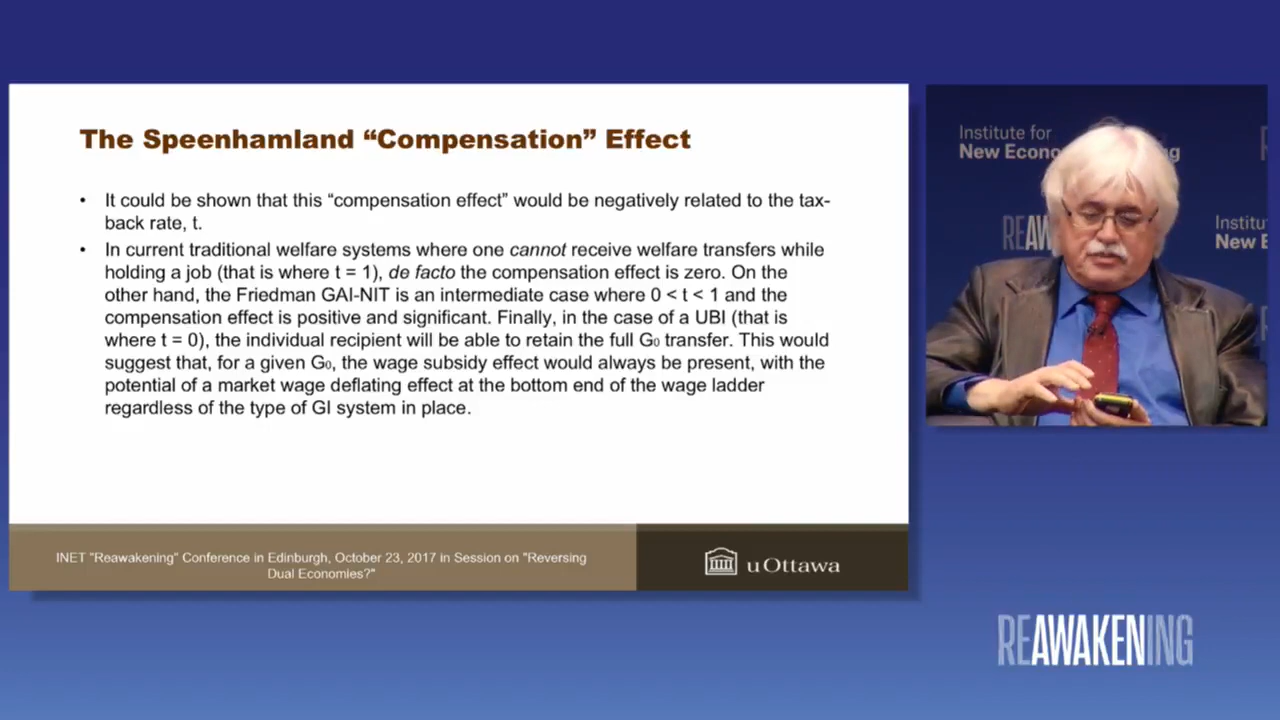 The Speenhamland “Compensation” Effect
• It could be shown that this “compensation effect” would be negatively related to the tax-
back rate, t.
• In current traditional welfare systems where one cannot receive welfare transfers while
holding a job (that is where t = 1), de facto the compensation effect is zero. On the
other hand, the Friedman GAI-NIT is an intermediate case where 0 < t < 1 and the
compensation effect is positive and significant. Finally, in the case of a UBI (that is
where t = 0), the individual recipient will be able to retain the full G₀ transfer. This would
suggest that, for a given G₀, the wage subsidy effect would always be present, with the
potential of a market wage deflating effect at the bottom end of the wage ladder
regardless of the type of GI system in place.
INET "Reawakening" Conference in Edinburgh, October 23, 2017 in Session on "Reversing
Dual Economies?"
uOttawa
Institute for
New Econo
g
REAW
Institu
New E
REAWAKENING